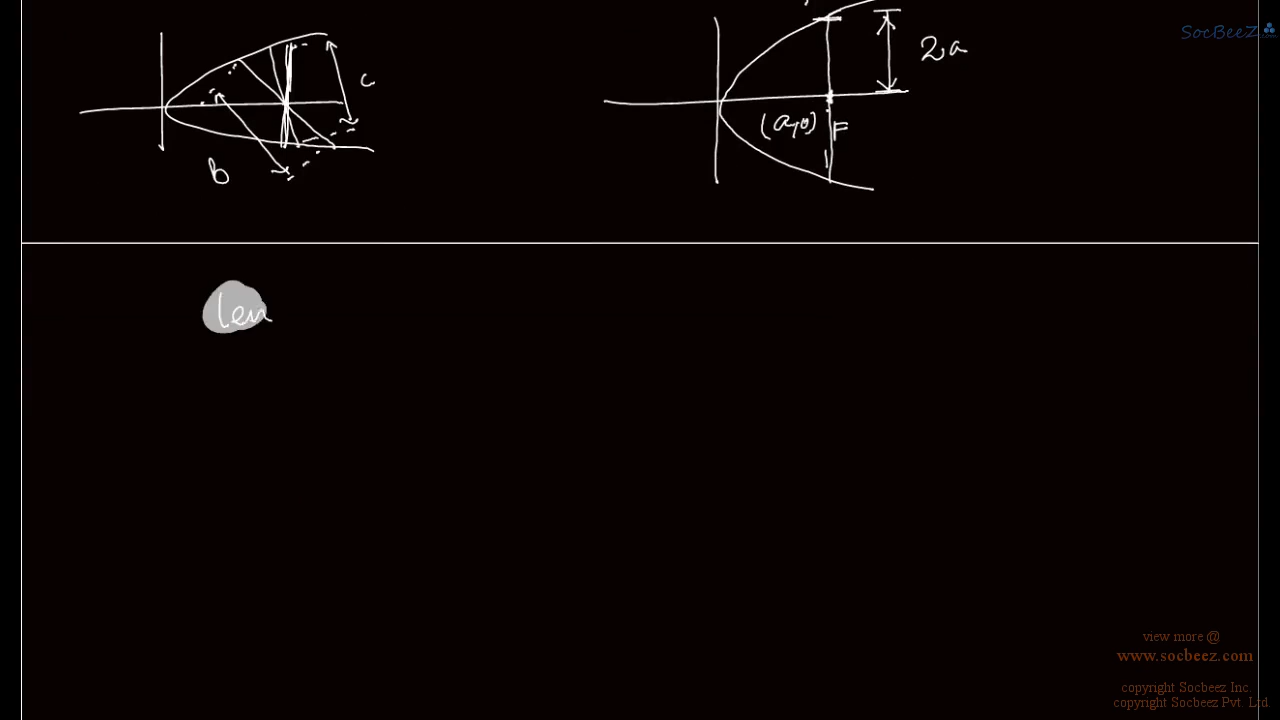 SocBeeZ
2a
c
(a,0) F
b
len
view more @
www.socbeez.com
copyright Socbeez Inc.
copyright Socbeez Pvt. Ltd.